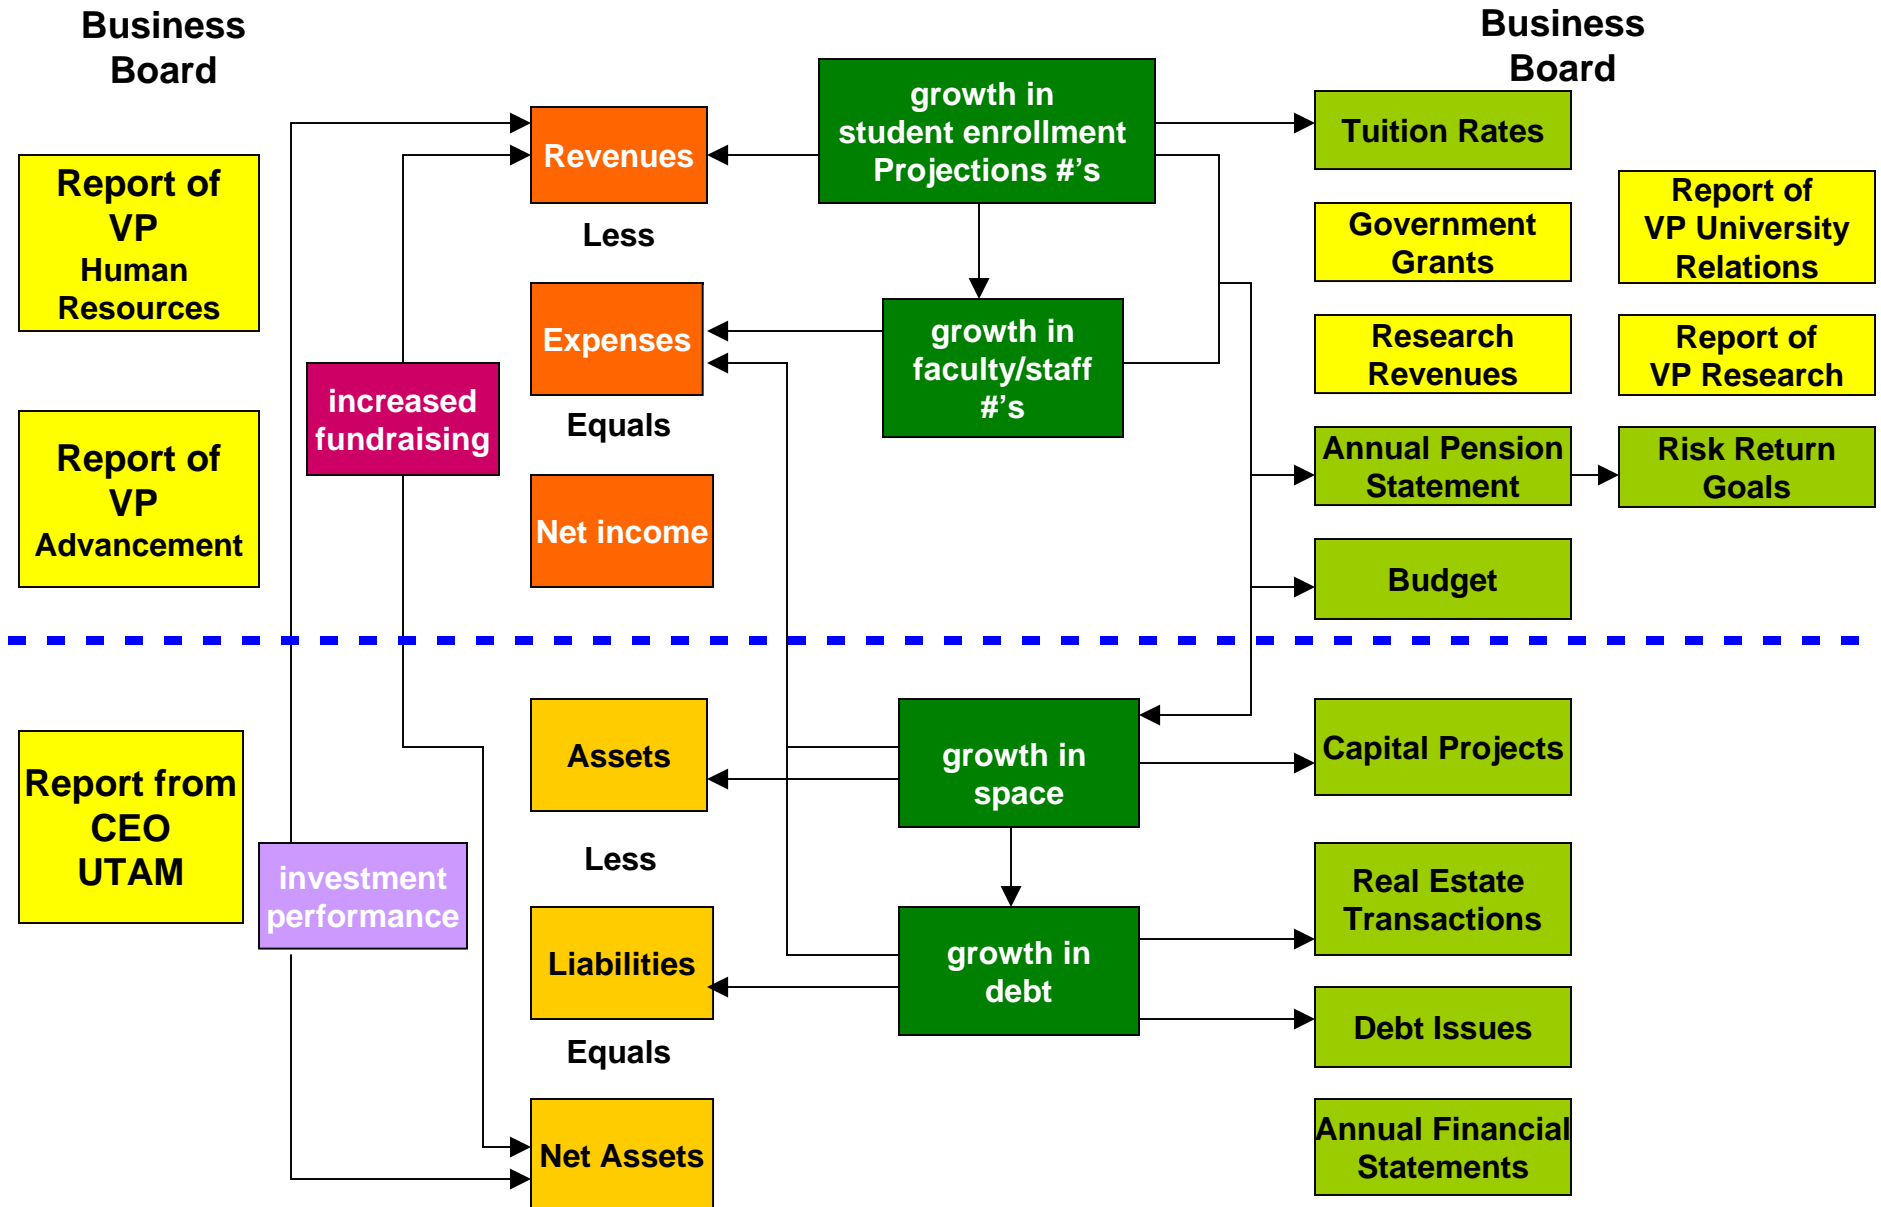 Business
Board
Report of
VP
Human
Resources
Report of
VP
Advancement
Report from
CEO
UTAM
increased
fundraising
investment
performance
Revenues
Less
Expenses
Equals
Net income
Assets
Less
Liabilities
Equals
Net Assets
growth in
student enrollment
Projections #'s
growth in
faculty/staff
#'s
growth in
space
growth in
debt
Business
Board
Tuition Rates
Government
Grants
Research
Revenues
Annual Pension
Statement
Budget
Capital Projects
Real Estate
Transactions
Debt Issues
Annual Financial
Statements
Report of
VP University
Relations
Report of
VP Research
Risk Return
Goals